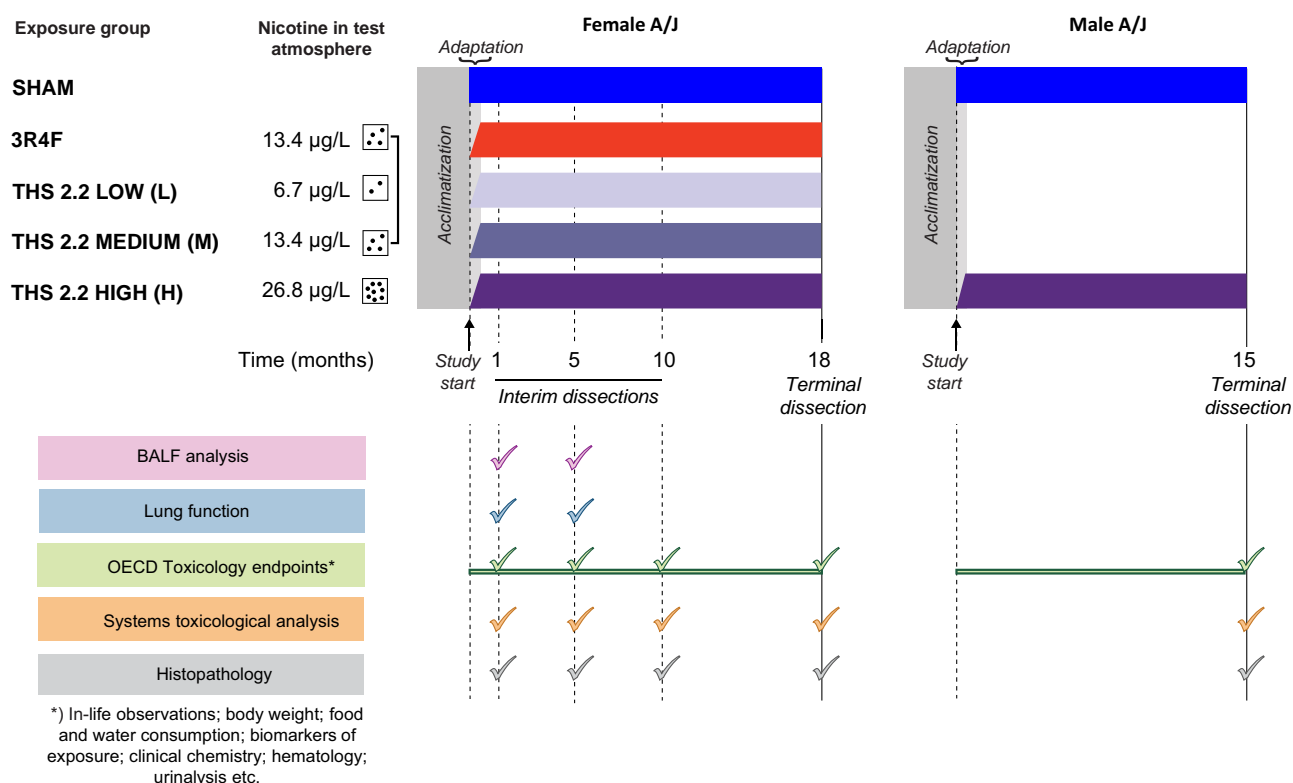 Exposure group
Nicotine in test
atmosphere
Female A/J
Male A/J
Adaptation
Adaptation
SHAM
3R4F
13.4 µg/L
THS 2.2 LOW (L)
6.7 µg/L
THS 2.2 MEDIUM (M)
13.4 µg/L
THS 2.2 HIGH (H)
26.8 µg/L
Acclimatization
Acclimatization
Time (months)
Study
start
1
5
10
18
Interim dissections
Terminal
dissection
Study
start
15
Terminal
dissection
BALF analysis
Lung function
OECD Toxicology endpoints*
Systems toxicological analysis
Histopathology
*) In-life observations; body weight; food
and water consumption; biomarkers of
exposure; clinical chemistry; hematology;
urinalysis etc.